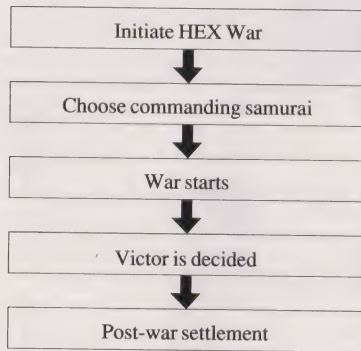 Initiate HEX War
Choose commanding samurai
War starts
Victor is decided
Post-war settlement